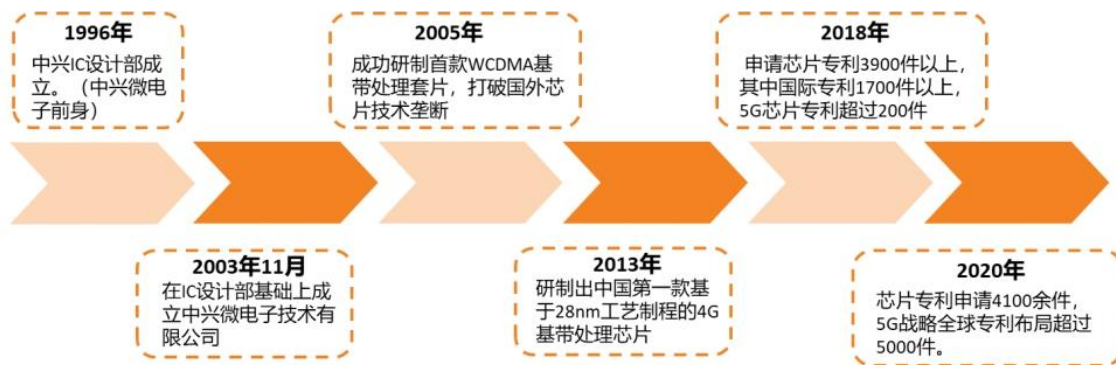 1996年
中兴IC设计部成
立。（中兴微电
子前身）
2003年11月
在IC设计部基础上成
立中兴微电子技术有
限公司
2005年
成功研制首款WCDMA基
带处理套片，打破国外芯
片技术垄断
2013年
研制出中国第一款基
于28nm工艺制程的4G
基带处理芯片
2018年
申请芯片专利3900件以上，
其中国际专利1700件以上，
5G芯片专利超过200件
2020年
芯片专利申请4100余件，
5G战略全球专利布局超过
5000件。